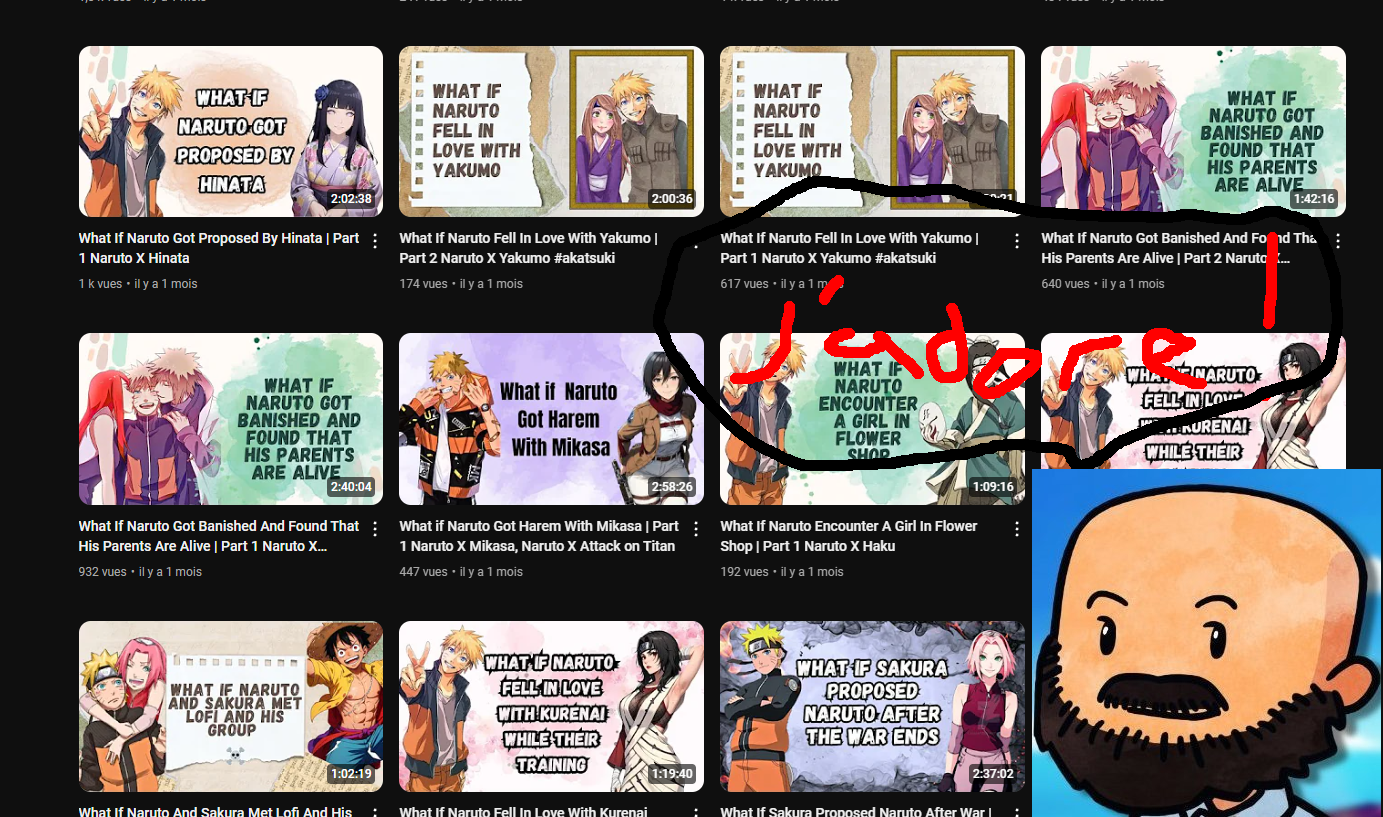 WHAT IF
NARUTO GOT
PROPOSED BY
HINATA
2:02:38
WHAT IF
NARUTO
FELL IN
LOVE WITH
YAKUMO
2:00:36
WHAT IF
NARUTO
FELL IN
LOVE WITH
YAKUMO
WHAT IF
NARUTO GOT
BANISHED AND
FOUND THAT
HIS PARENTS
ARE ALIVE
1:42:16
What If Naruto Got Proposed By Hinata | Part
1 Naruto X Hinata
1 k vues • il y a 1 mois
What If Naruto Fell In Love With Yakumo |
Part 2 Naruto X Yakumo #akatsuki
174 vues • il y a 1 mois
What If Naruto Fell In Love With Yakumo |
Part 1 Naruto X Yakumo #akatsuki
617 vues • il y a 1 mois
What If Naruto Got Banished And Found That
His Parents Are Alive | Part 2 Naruto X...
640 vues • il y a 1 mois
J'adore !
WHAT IF
NARUTO GOT
BANISHED AND
FOUND THAT
HIS PARENTS
ARE ALIVE
2:40:04
What if Naruto
Got Harem
With Mikasa
2:58:26
WHAT IF
NARUTO
ENCOUNTER
A GIRL IN
FLOWER
SHOP
1:09:16
WHAT IF NARUTO
FELL IN LOVE
WITH KURENAI
WHILE THEIR
What If Naruto Got Banished And Found That
His Parents Are Alive | Part 1 Naruto X...
932 vues • il y a 1 mois
What if Naruto Got Harem With Mikasa | Part
1 Naruto X Mikasa, Naruto X Attack on Titan
447 vues • il y a 1 mois
What If Naruto Encounter A Girl In Flower
Shop | Part 1 Naruto X Haku
192 vues • il y a 1 mois
WHAT IF NARUTO
AND SAKURA MET
LOFI AND HIS
GROUP
1:02:19
WHAT IF NARUTO
FELL IN LOVE
WITH KURENAI
WHILE THEIR
TRAINING
1:19:40
WHAT IF SAKURA
PROPOSED
NARUTO AFTER
THE WAR ENDS
2:37:02
What If Naruto And Sakura Met Lofi And His
What If Naruto Fell In Love With Kurenai
What If Sakura Proposed Naruto After War |